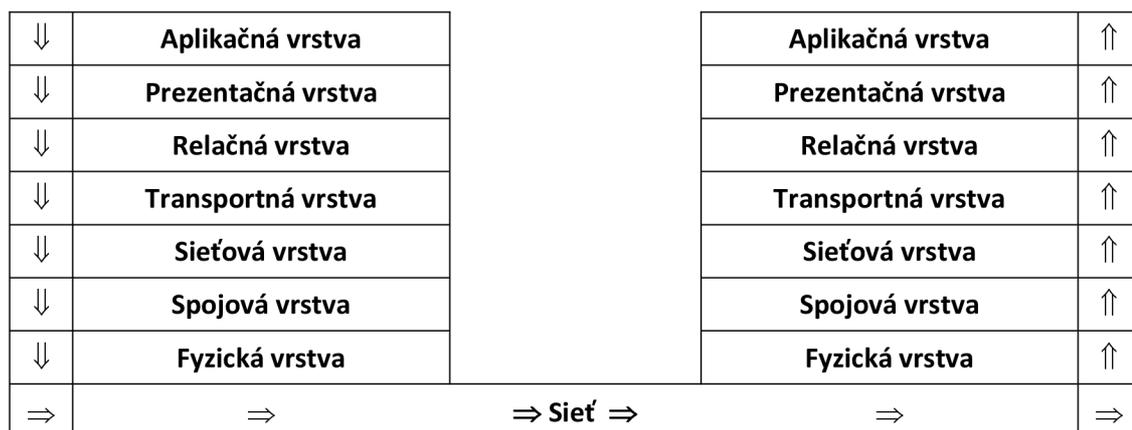 ⇓ Aplikačná vrstva Aplikačná vrstva ⇑
⇓ Prezentačná vrstva Prezentačná vrstva ⇑
⇓ Relačná vrstva Relačná vrstva ⇑
⇓ Transportná vrstva Transportná vrstva ⇑
⇓ Sieťová vrstva Sieťová vrstva ⇑
⇓ Spojová vrstva Spojová vrstva ⇑
⇓ Fyzická vrstva Fyzická vrstva ⇑
⇒ ⇒ ⇒ Sieť ⇒ ⇒ ⇒